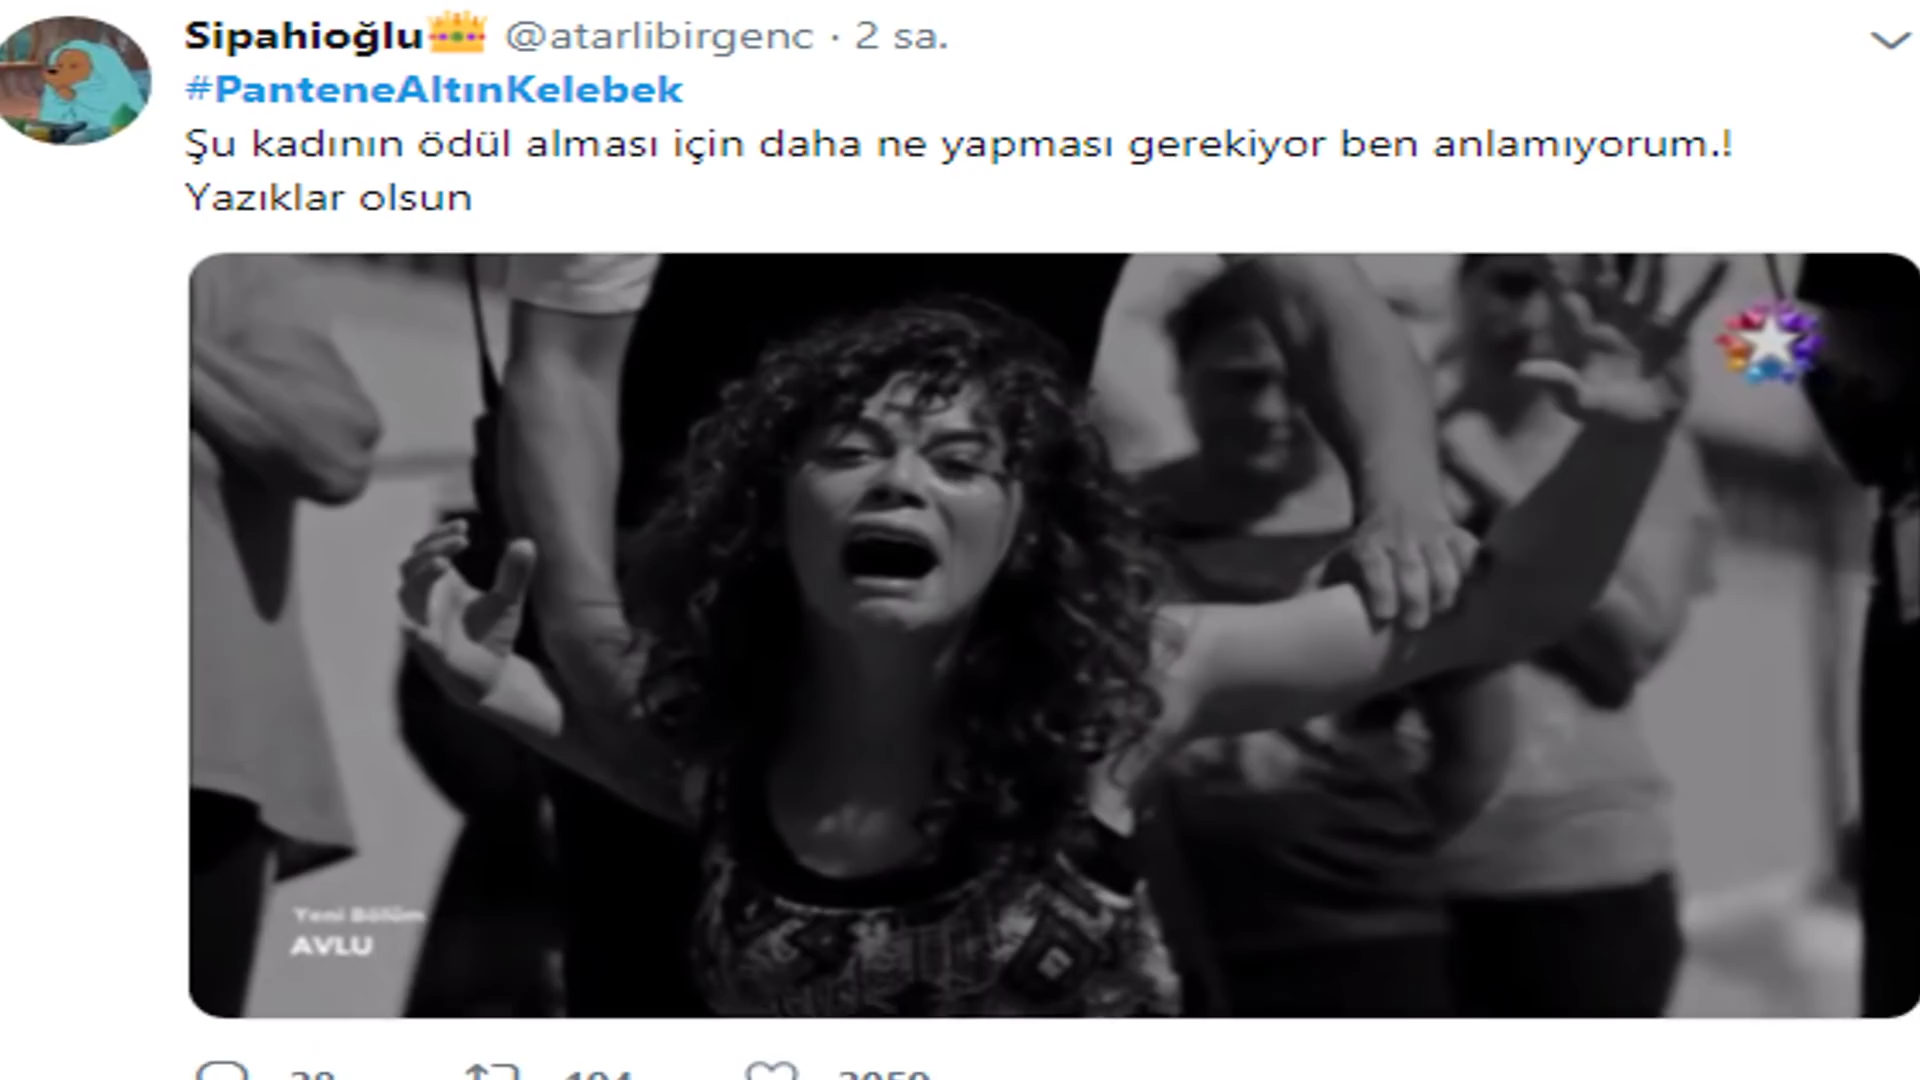 Sipahioğlu @atarlibirgenc · 2 sa.
#PanteneAltınKelebek
Şu kadının ödül alması için daha ne yapması gerekiyor ben anlamıyorum.!
Yazıklar olsun
Yeni Bölüm
AVLU